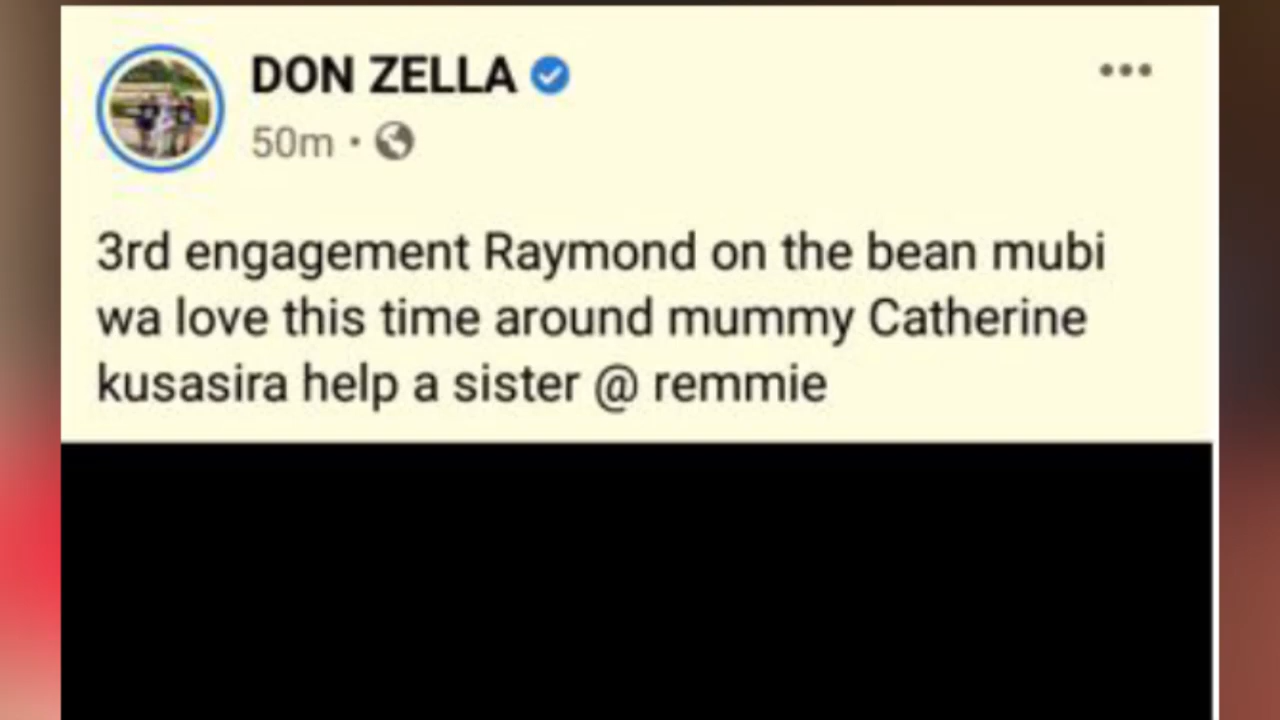 DON ZELLA
50m ·
3rd engagement Raymond on the bean mubi
wa love this time around mummy Catherine
kusasira help a sister @ remmie